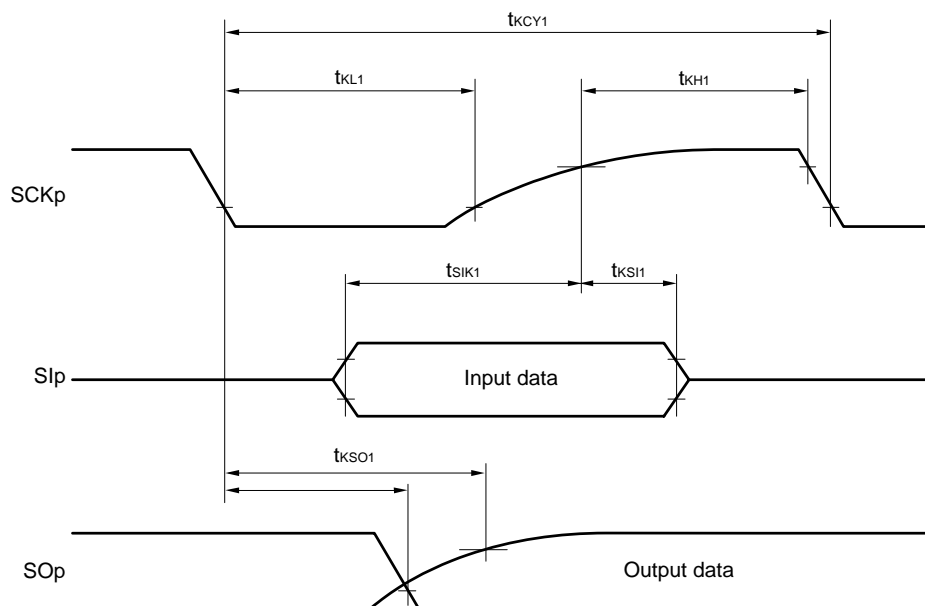 tKCY1
tKL1
tKH1
SCKp
tSIK1
tKSI1
SIp
Input data
tKSO1
SOp
Output data